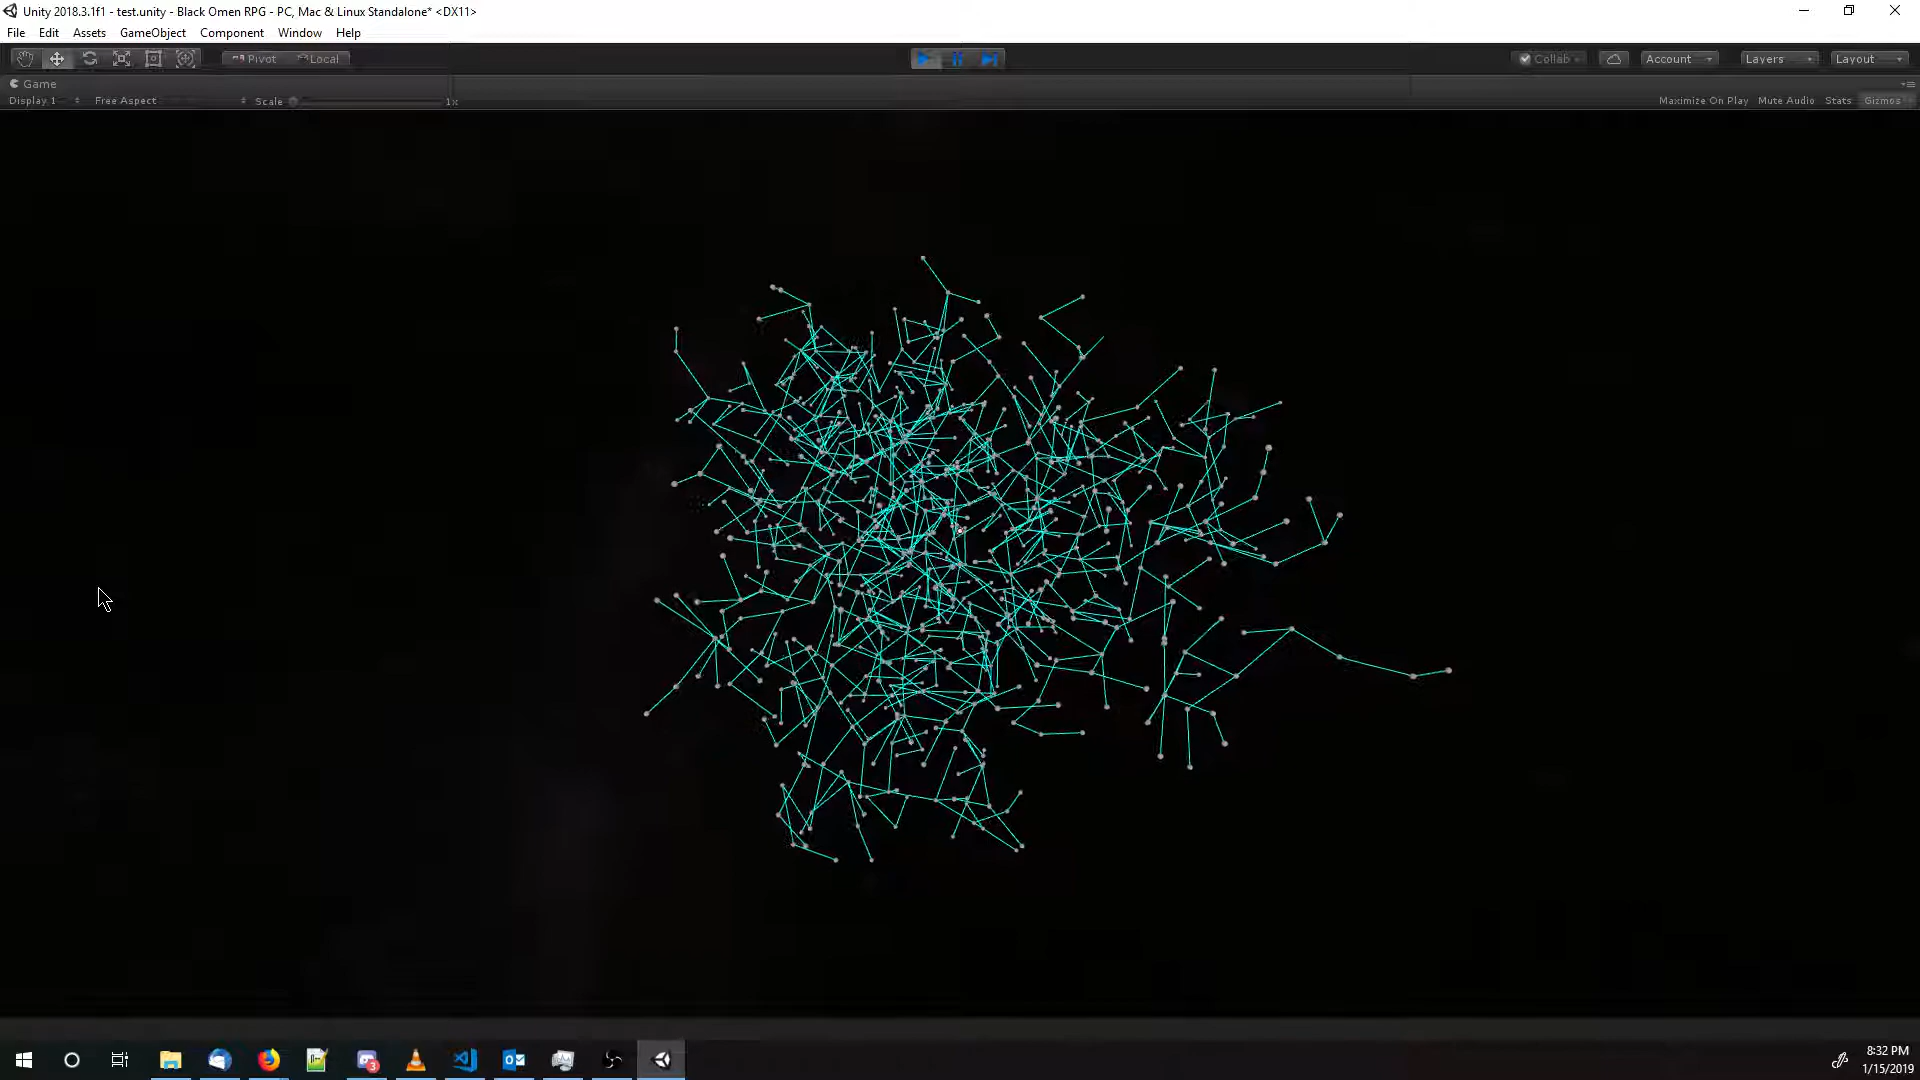 Unity 2018.3.1f1 - test.unity - Black Omen RPG - PC, Mac & Linux Standalone* <DX11>
File Edit Assets GameObject Component Window Help
Pivot Local Collab Account Layers Layout
Game
Display 1 Free Aspect Scale 1x Maximize On Play Mute Audio Stats Gizmos
3
8:32 PM
1/15/2019